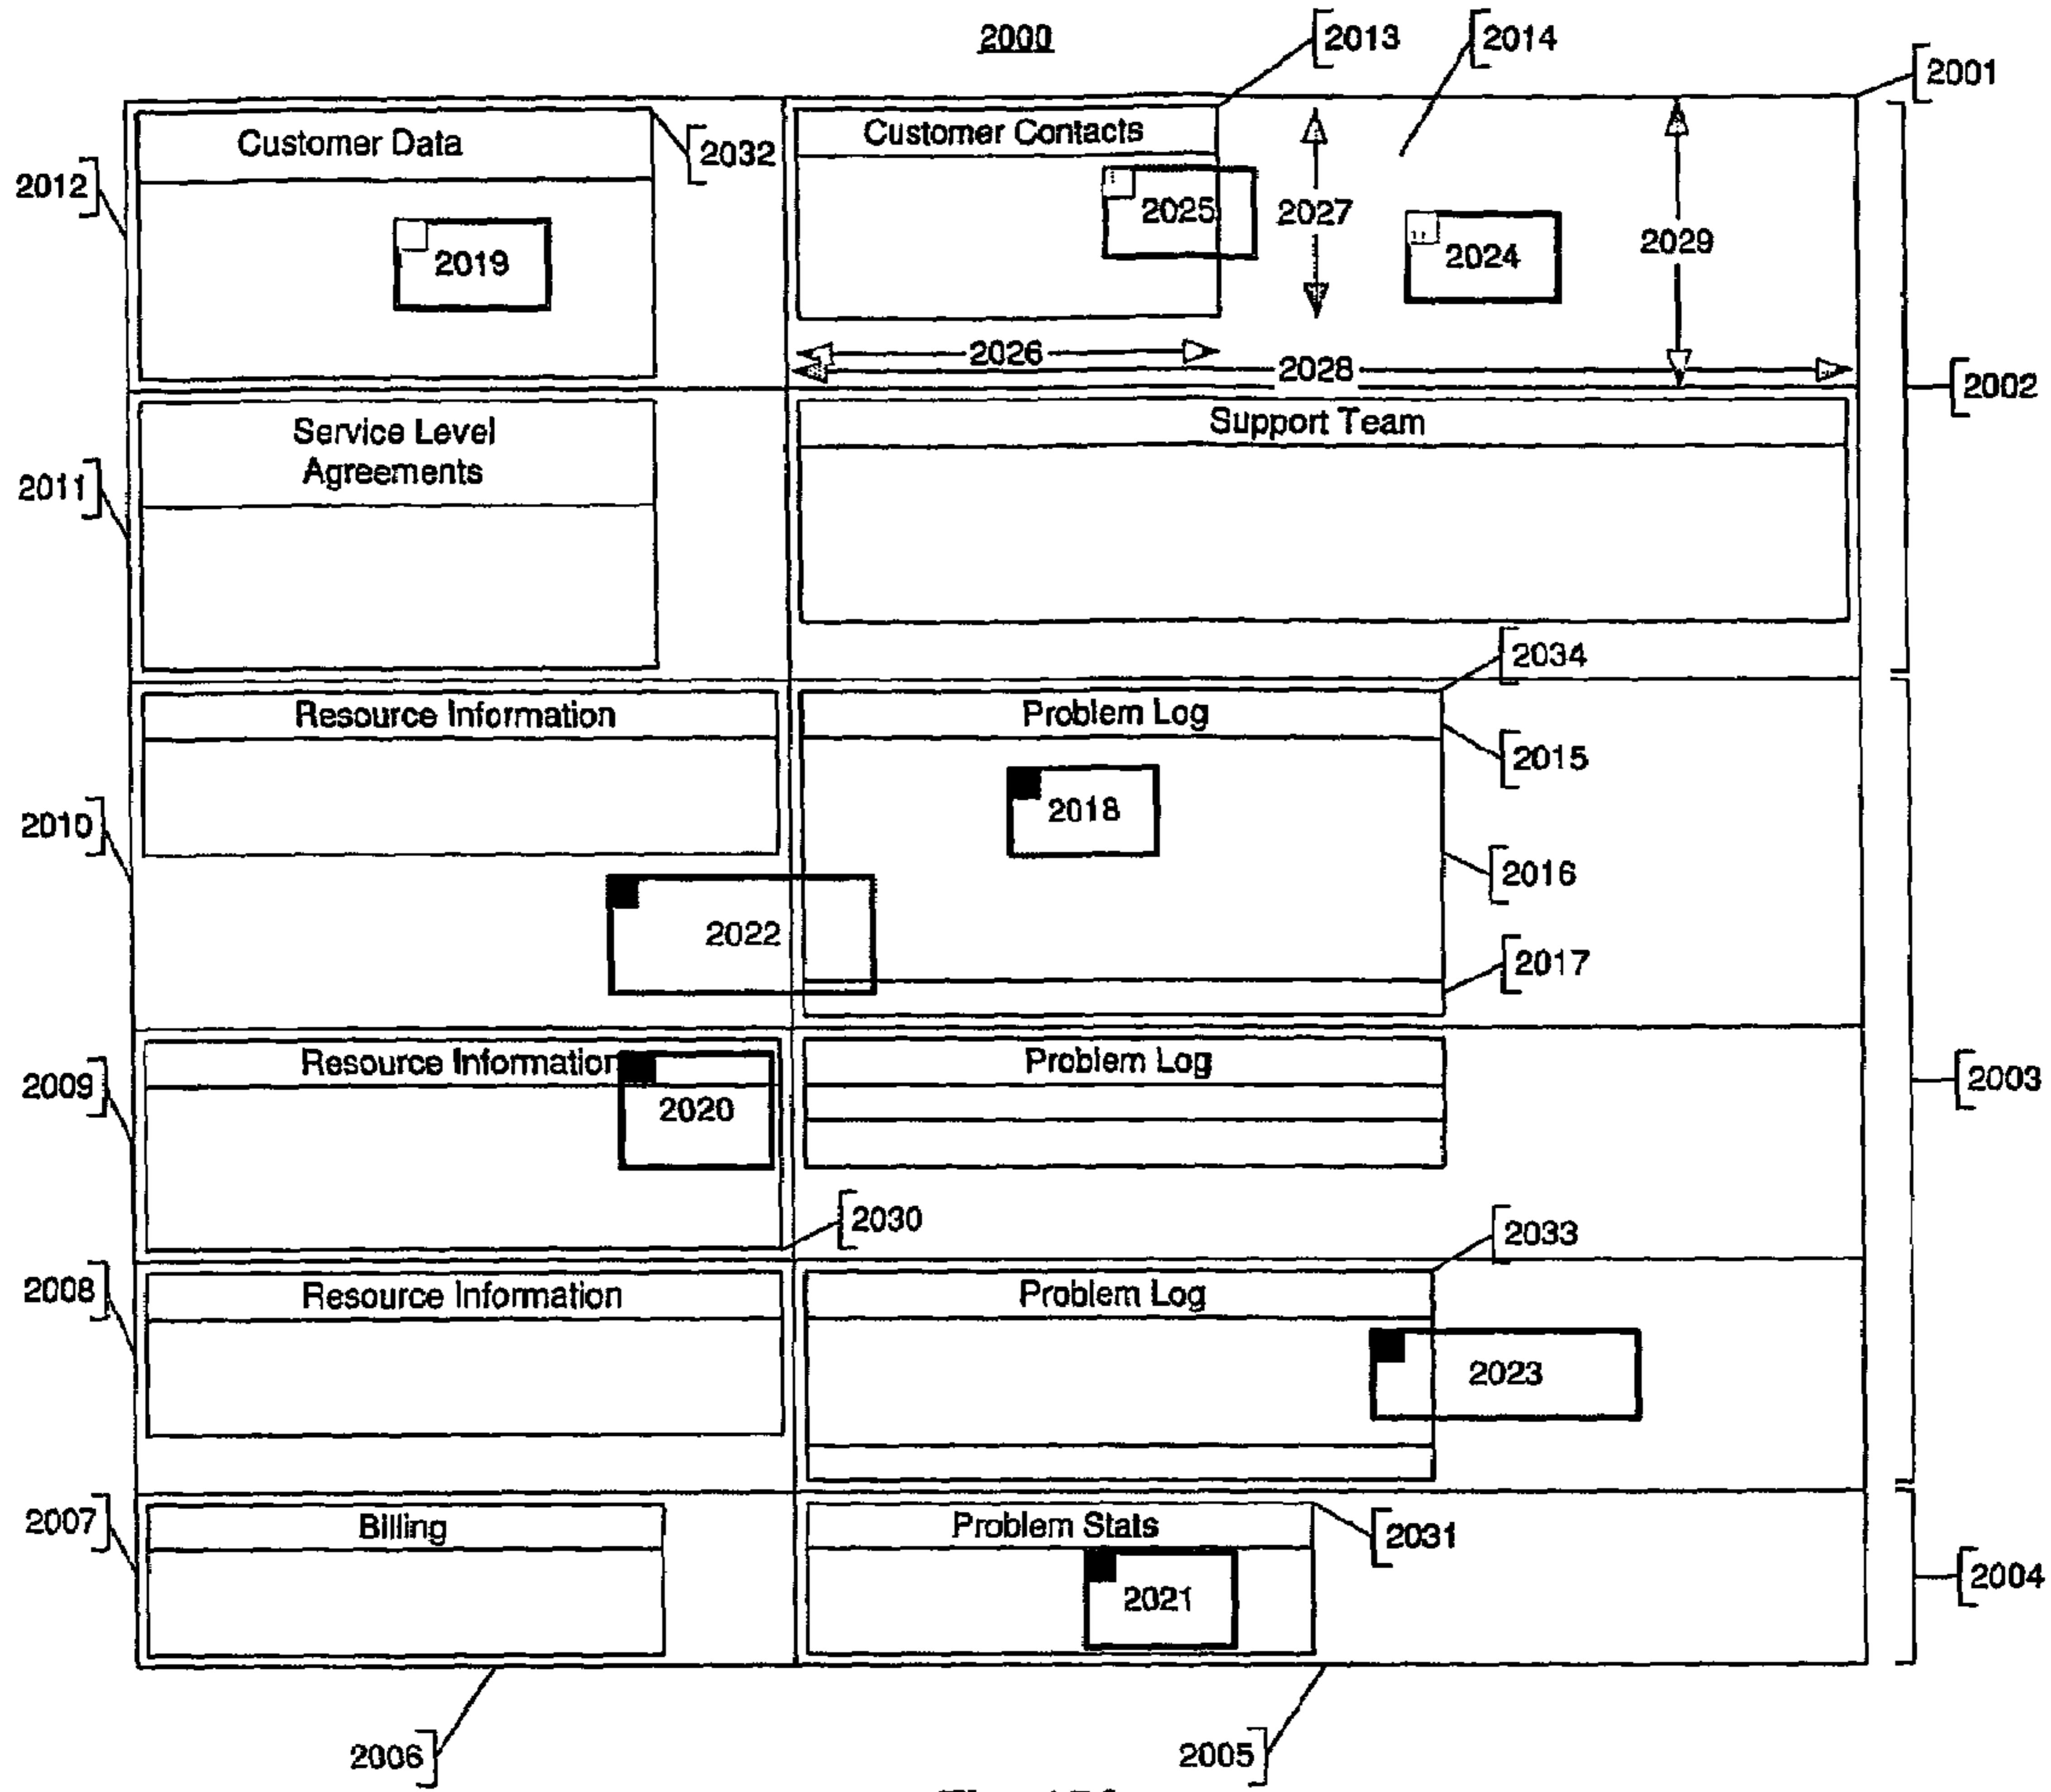 2000
2013
2014
2001
Customer Data
2032
Customer Contacts
2012
2025
2027
2019
2024
2029
2026
2028
2002
Service Level
Agreements
Support Team
2011
2034
Resource Information
Problem Log
2015
2018
2010
2016
2022
2017
Resource Information
Problem Log
2009
2020
2003
2030
2033
2008
Resource Information
Problem Log
2023
2007
Billing
Problem Stats
2031
2021
2004
2006
2005